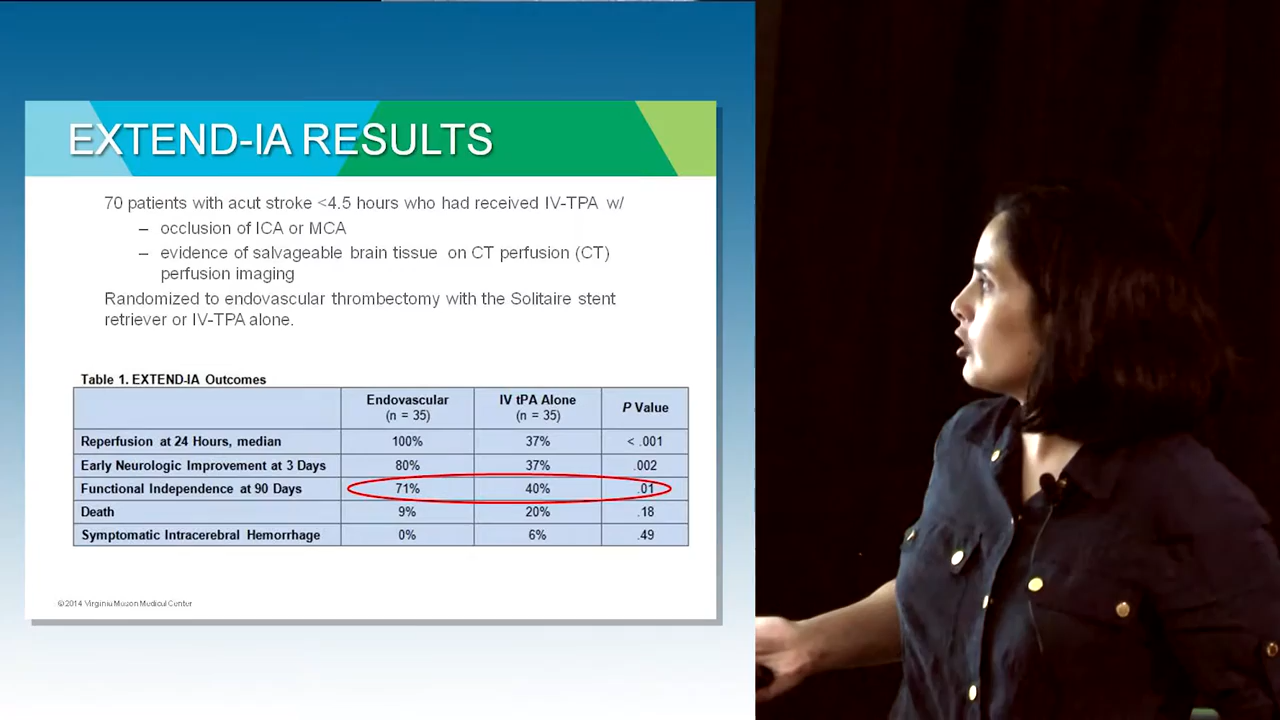 EXTEND-IA RESULTS
70 patients with acut stroke <4.5 hours who had received IV-TPA w/
– occlusion of ICA or MCA
– evidence of salvageable brain tissue on CT perfusion (CT)
perfusion imaging
Randomized to endovascular thrombectomy with the Solitaire stent
retriever or IV-TPA alone.
Table 1. EXTEND-IA Outcomes
Endovascular (n = 35) IV tPA Alone (n = 35) P Value
Reperfusion at 24 Hours, median 100% 37% < .001
Early Neurologic Improvement at 3 Days 80% 37% .002
Functional Independence at 90 Days 71% 40% .01
Death 9% 20% .18
Symptomatic Intracerebral Hemorrhage 0% 6% .49
© 2014 Virginia Mason Medical Center